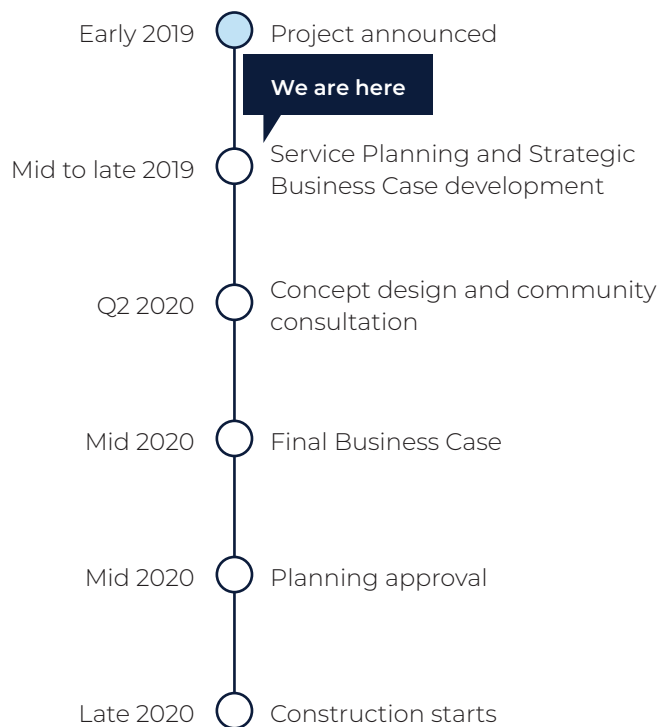 Early 2019
Project announced
We are here
Mid to late 2019
Service Planning and Strategic
Business Case development
Q2 2020
Concept design and community
consultation
Mid 2020
Final Business Case
Mid 2020
Planning approval
Late 2020
Construction starts